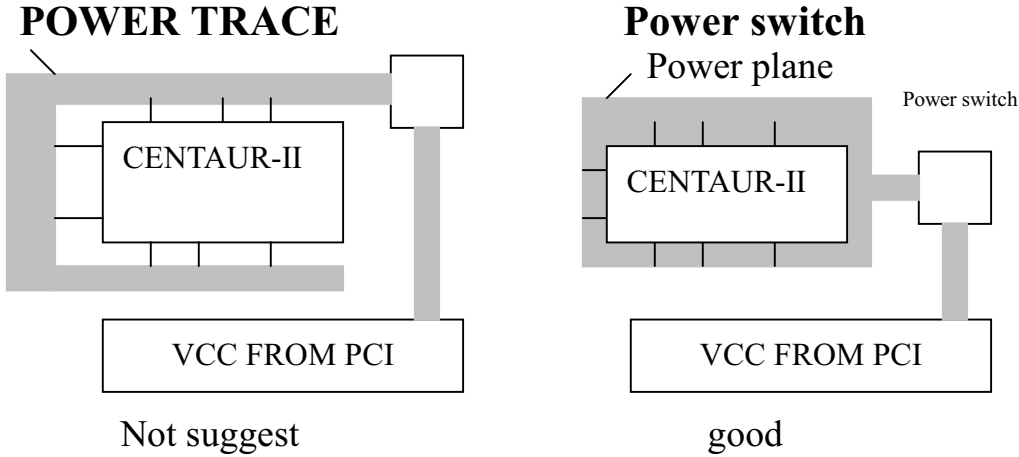 POWER TRACE
Power switch
Power plane
Power switch
CENTAUR-II
CENTAUR-II
VCC FROM PCI
VCC FROM PCI
Not suggest
good